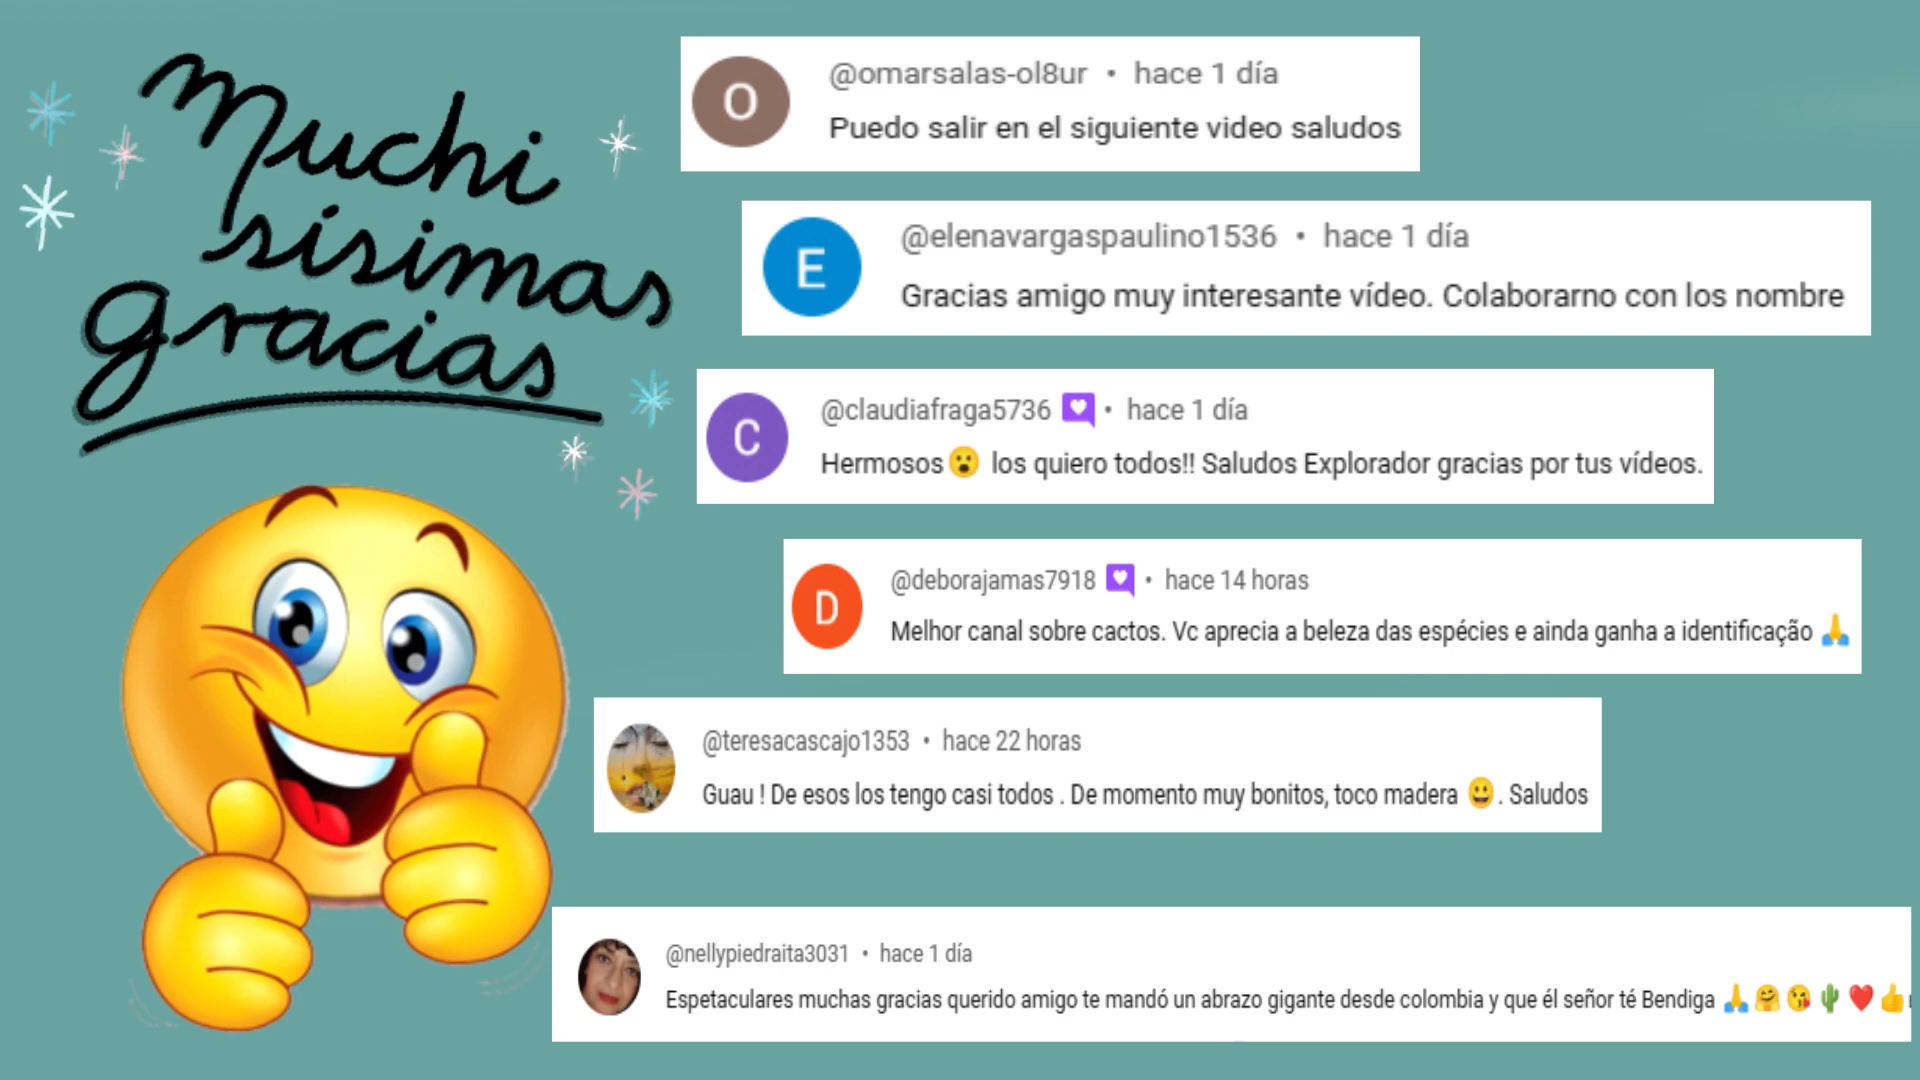 Muchi
sísimas
gracias
O
@omarsalas-ol8ur • hace 1 día
Puedo salir en el siguiente video saludos
E
@elenavargaspaulino1536 • hace 1 día
Gracias amigo muy interesante vídeo. Colaborarno con los nombre
C
@claudiafraga5736 • hace 1 día
Hermosos😮 los quiero todos!! Saludos Explorador gracias por tus vídeos.
D
@deborajamas7918 • hace 14 horas
Melhor canal sobre cactos. Vc aprecia a beleza das espécies e ainda ganha a identificação 🙏
@teresacascajo1353 • hace 22 horas
Guau ! De esos los tengo casi todos . De momento muy bonitos, toco madera 😀. Saludos
@nellypiedraita3031 • hace 1 día
Espetaculares muchas gracias querido amigo te mandó un abrazo gigante desde colombia y que él señor té Bendiga 🙏🤗😘🌵❤️👍